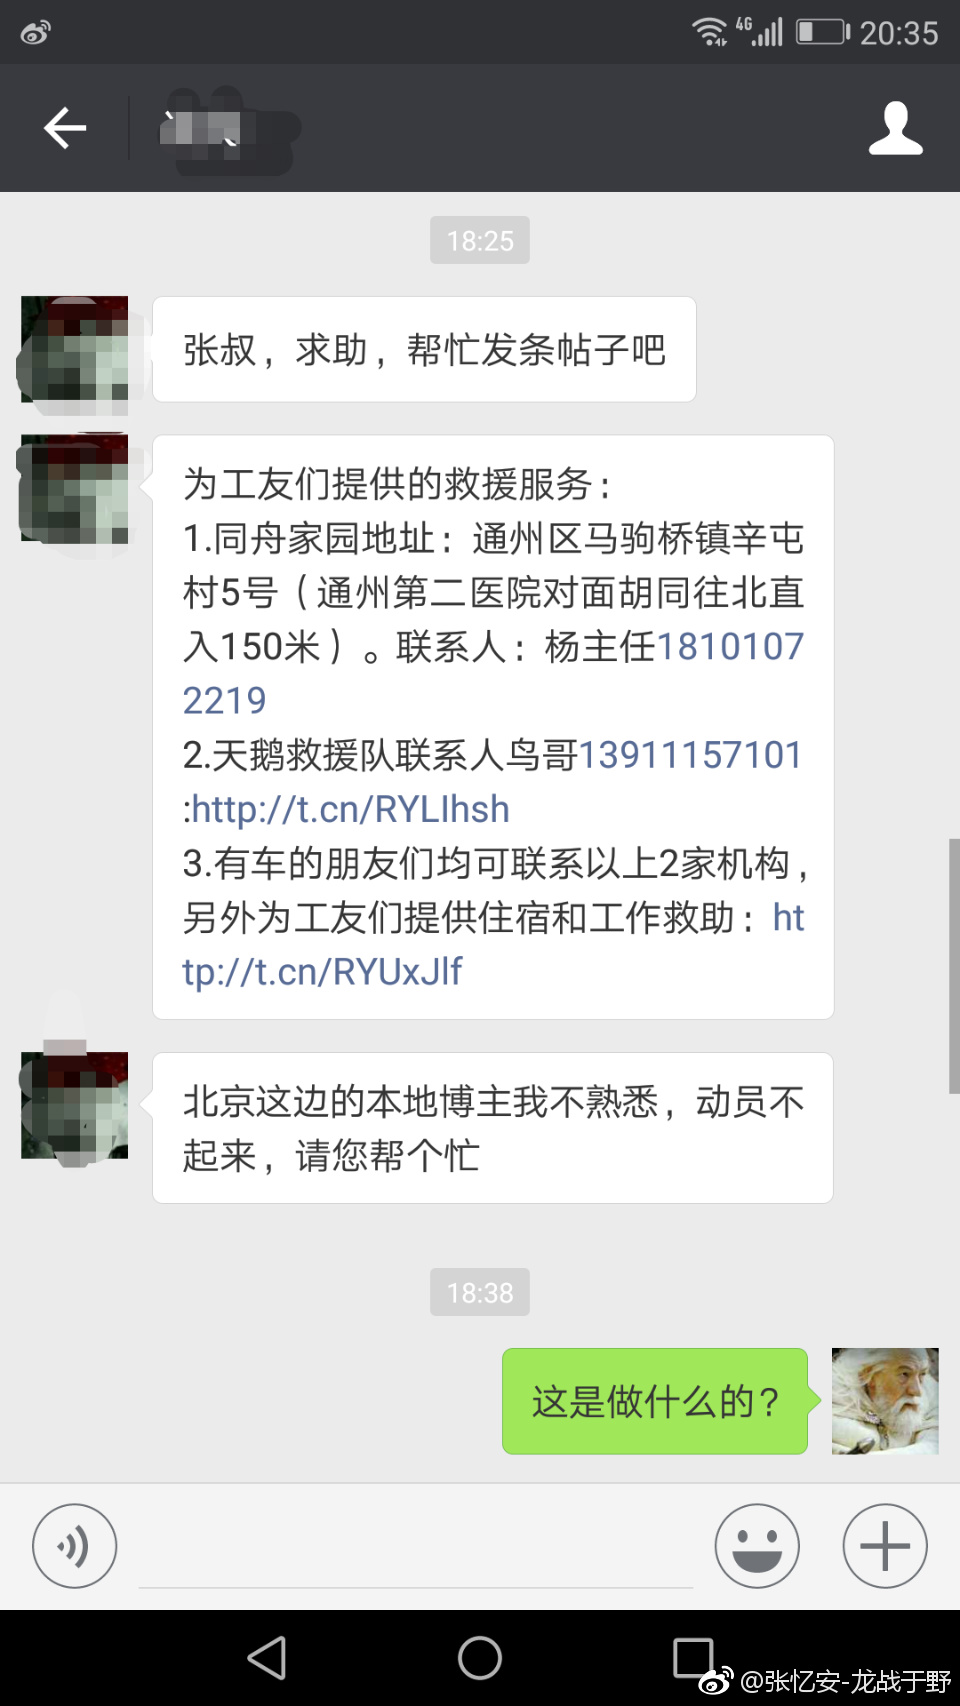 4G 20:35
18:25
张叔，求助，帮忙发条帖子吧
为工友们提供的救援服务：
1.同舟家园地址：通州区马驹桥镇辛屯
村5号（通州第二医院对面胡同往北直
入150米）。联系人：杨主任1810107
2219
2.天鹅救援队联系人鸟哥13911157101
:http://t.cn/RYLIhsh
3.有车的朋友们均可联系以上2家机构，
另外为工友们提供住宿和工作救助：ht
tp://t.cn/RYUxJlf
北京这边的本地博主我不熟悉，动员不
起来，请您帮个忙
18:38
这是做什么的？
@张忆安-龙战于野